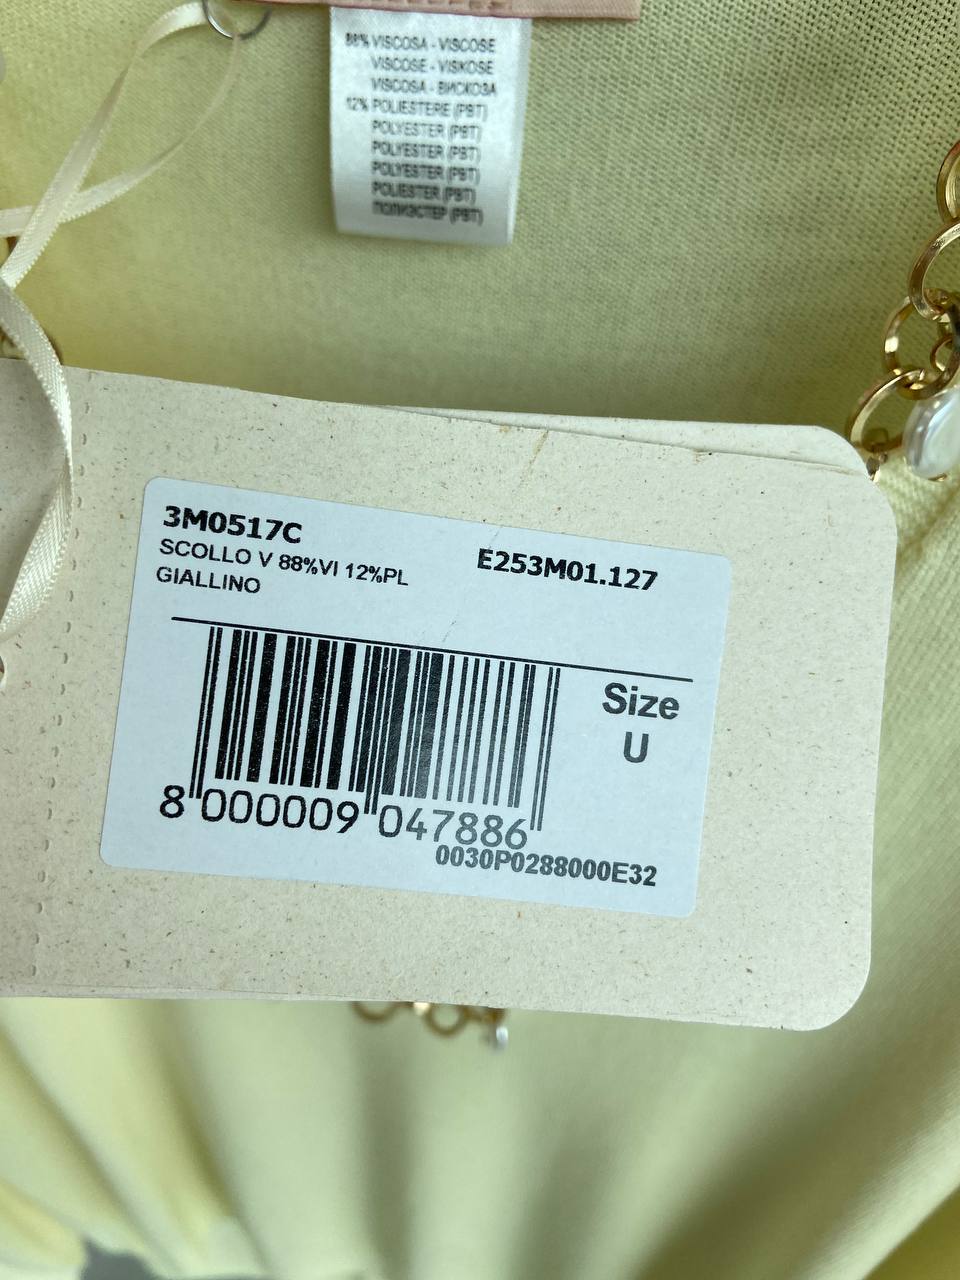 88% VISCOSA - VISCOSE
VISCOSE - VISKOSE
VISCOSA - ВИСКОЗА
12% POLIESTERE (PBT)
POLYESTER (PBT)
POLYESTER (PBT)
POLYESTER (PBT)
POLIESTER (PBT)
ПОЛИЭСТЕР (PBT)
3M0517C
SCOLLO V 88%VI 12%PL
GIALLINO
E253M01.127
Size
U
8 000009 047886
0030P0288000E32